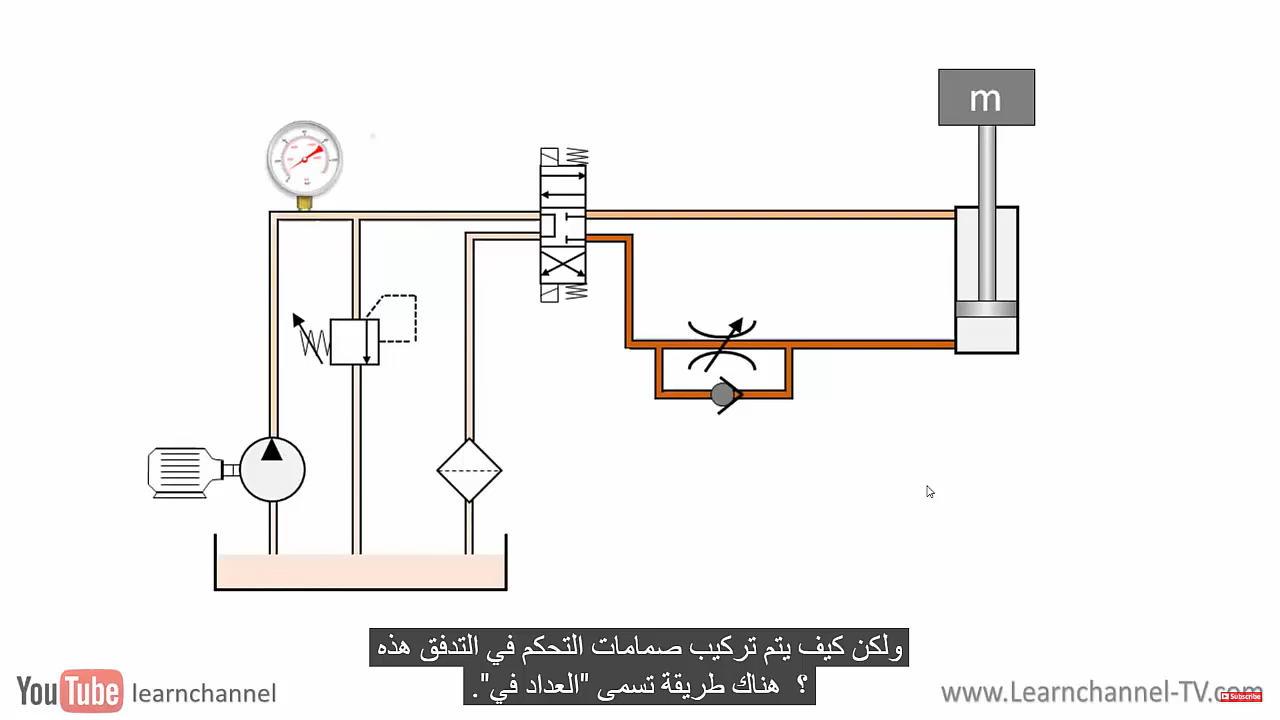 m
ولكن كيف يتم تركيب صمامات التحكم في التدفق هذه
؟ هناك طريقة تسمى "العداد في".
YouTube learnchannel
www.Learnchannel-TV.com
Subscribe